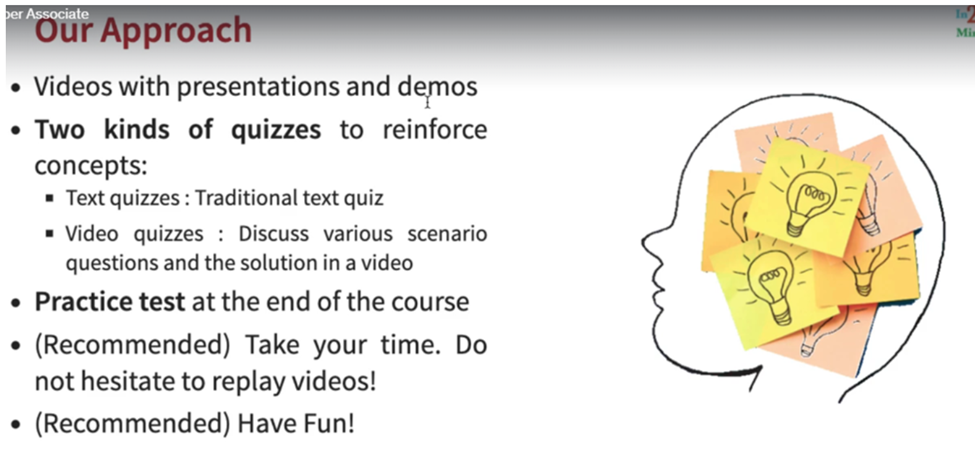 per Associate
Our Approach
In2
Min
• Videos with presentations and demos
• Two kinds of quizzes to reinforce
concepts:
▪ Text quizzes : Traditional text quiz
▪ Video quizzes : Discuss various scenario
questions and the solution in a video
• Practice test at the end of the course
• (Recommended) Take your time. Do
not hesitate to replay videos!
• (Recommended) Have Fun!